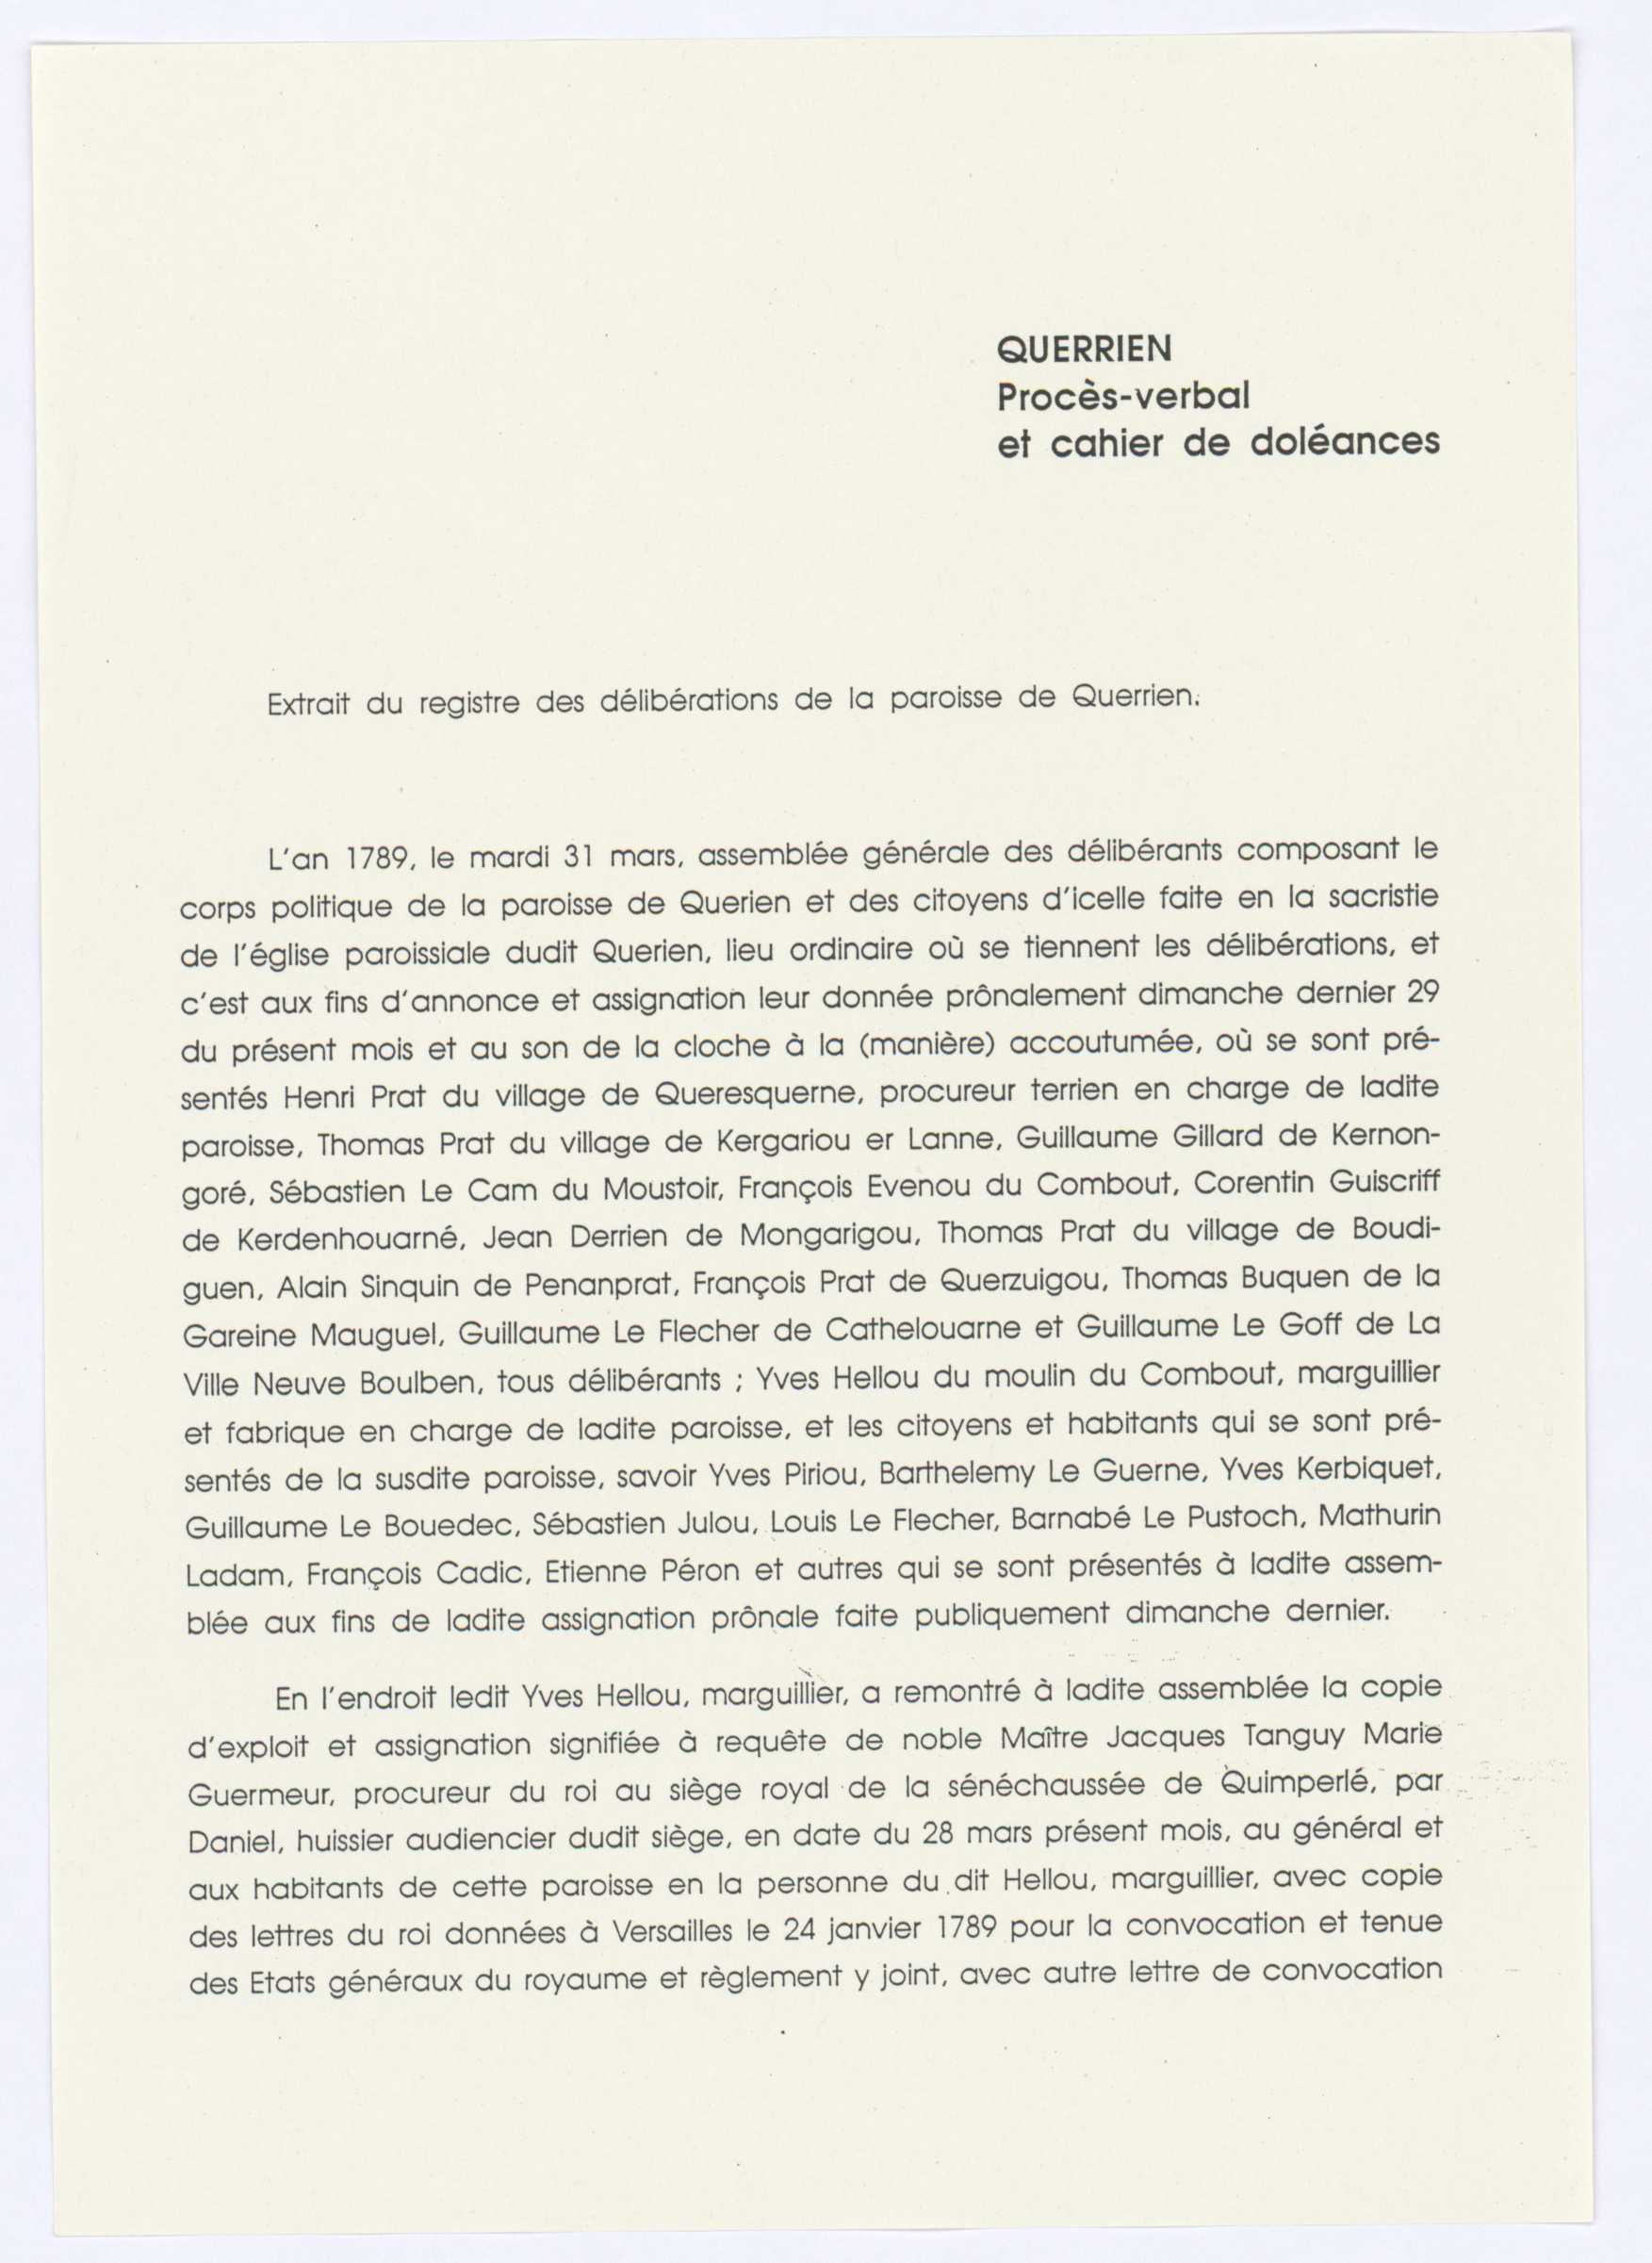 QUERRIEN
Procès-verbal
et cahier de doléances
Extrait du registre des délibérations de la paroisse de Querrien.
L'an 1789, le mardi 31 mars, assemblée générale des délibérants composant le
corps politique de la paroisse de Querien et des citoyens d'icelle faite en la sacristie
de l'église paroissiale dudit Querien, lieu ordinaire où se tiennent les délibérations, et
c'est aux fins d'annonce et assignation leur donnée prônalement dimanche dernier 29
du présent mois et au son de la cloche à la (manière) accoutumée, où se sont pré-
sentés Henri Prat du village de Queresquerne, procureur terrien en charge de ladite
paroisse, Thomas Prat du village de Kergariou er Lanne, Guillaume Gillard de Kernon-
goré, Sébastien Le Cam du Moustoir, François Evenou du Combout, Corentin Guiscriff
de Kerdenhouarné, Jean Derrien de Mongarigou, Thomas Prat du village de Boudi-
guen, Alain Sinquin de Penanprat, François Prat de Querzuigou, Thomas Buquen de la
Gareine Mauguel, Guillaume Le Flecher de Cathelouarne et Guillaume Le Goff de La
Ville Neuve Boulben, tous délibérants ; Yves Hellou du moulin du Combout, marguillier
et fabrique en charge de ladite paroisse, et les citoyens et habitants qui se sont pré-
sentés de la susdite paroisse, savoir Yves Piriou, Barthelemy Le Guerne, Yves Kerbiquet,
Guillaume Le Bouedec, Sébastien Julou, Louis Le Flecher, Barnabé Le Pustoch, Mathurin
Ladam, François Cadic, Etienne Péron et autres qui se sont présentés à ladite assem-
blée aux fins de ladite assignation prônale faite publiquement dimanche dernier.
En l'endroit ledit Yves Hellou, marguillier, a remontré à ladite assemblée la copie
d'exploit et assignation signifiée à requête de noble Maître Jacques Tanguy Marie
Guermeur, procureur du roi au siège royal de la sénéchaussée de Quimperlé, par
Daniel, huissier audiencier dudit siège, en date du 28 mars présent mois, au général et
aux habitants de cette paroisse en la personne du dit Hellou, marguillier, avec copie
des lettres du roi données à Versailles le 24 janvier 1789 pour la convocation et tenue
des Etats généraux du royaume et règlement y joint, avec autre lettre de convocation